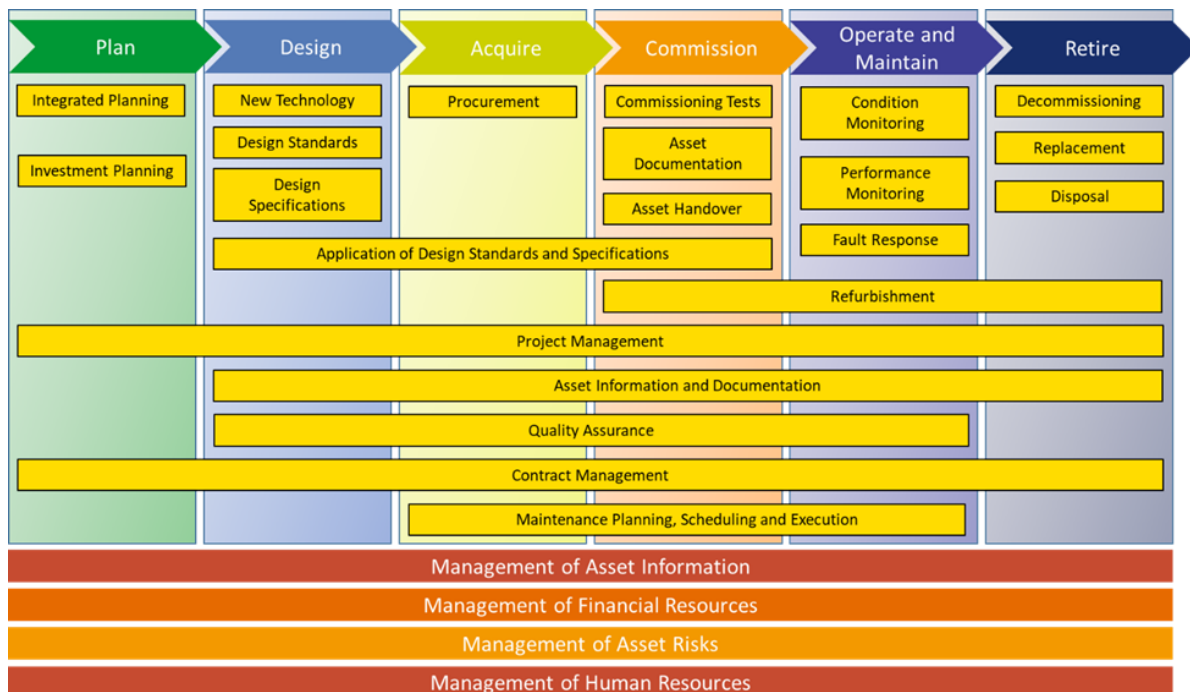 Plan
Design
Acquire
Commission
Operate and
Maintain
Retire
Integrated Planning
New Technology
Procurement
Commissioning Tests
Condition
Monitoring
Decommissioning
Investment Planning
Design Standards
Asset
Documentation
Performance
Monitoring
Replacement
Design
Specifications
Asset Handover
Fault Response
Disposal
Application of Design Standards and Specifications
Refurbishment
Project Management
Asset Information and Documentation
Quality Assurance
Contract Management
Maintenance Planning, Scheduling and Execution
Management of Asset Information
Management of Financial Resources
Management of Asset Risks
Management of Human Resources